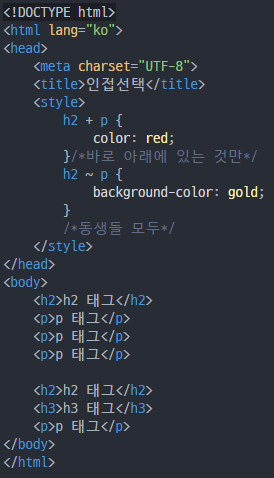 <!DOCTYPE html>
<html lang="ko">
<head>
    <meta charset="UTF-8">
    <title>인접선택</title>
    <style>
        h2 + p {
            color: red;
        }/*바로 아래에 있는 것만*/
        h2 ~ p {
            background-color: gold;
        }
        /*동생들 모두*/
    </style>
</head>
<body>
    <h2>h2 태그</h2>
    <p>p 태그</p>
    <p>p 태그</p>
    <p>p 태그</p>

    <h2>h2 태그</h2>
    <h3>h3 태그</h3>
    <p>p 태그</p>
</body>
</html>